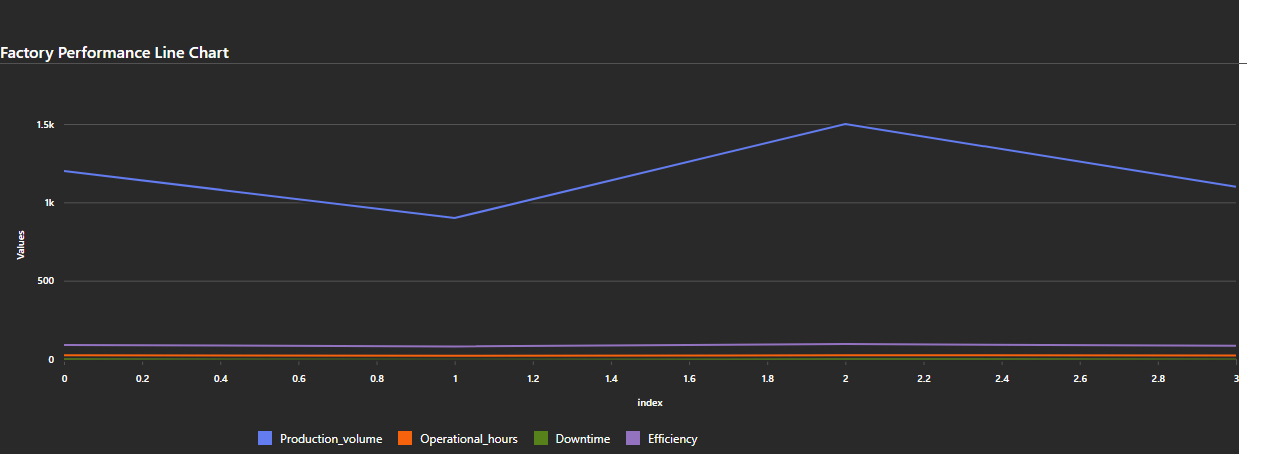 Factory Performance Line Chart
1.5k
1k
500
0
Values
0 0.2 0.4 0.6 0.8 1 1.2 1.4 1.6 1.8 2 2.2 2.4 2.6 2.8 3
index
Production_volume Operational_hours Downtime Efficiency